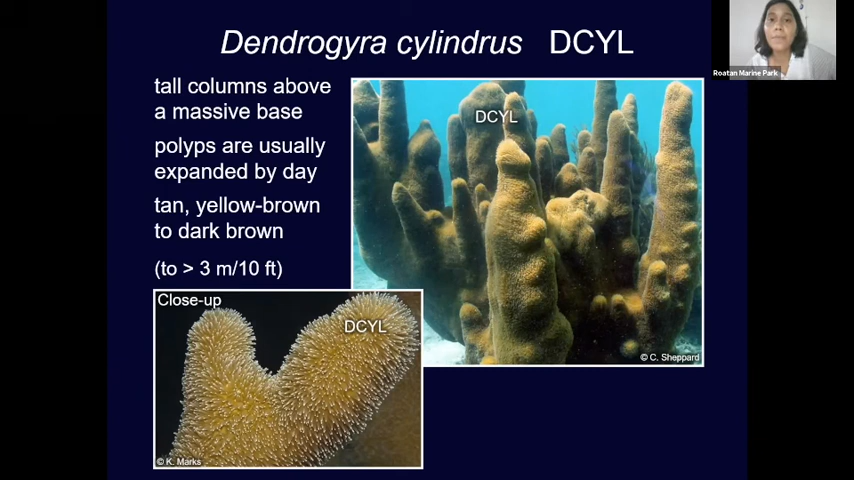 Dendrogyra cylindrus DCYL
Roatan Marine Park
tall columns above
a massive base
polyps are usually
expanded by day
tan, yellow-brown
to dark brown
(to > 3 m/10 ft)
DCYL
© C. Sheppard
Close-up
DCYL
© K. Marks